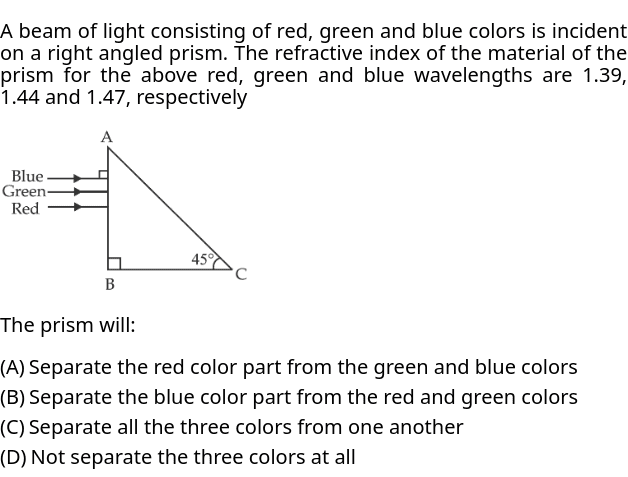 A beam of light consisting of red, green and blue colors is incident
on a right angled prism. The refractive index of the material of the
prism for the above red, green and blue wavelengths are 1.39,
1.44 and 1.47, respectively
A
Blue
Green
Red
45°
C
B
The prism will:
(A) Separate the red color part from the green and blue colors
(B) Separate the blue color part from the red and green colors
(C) Separate all the three colors from one another
(D) Not separate the three colors at all